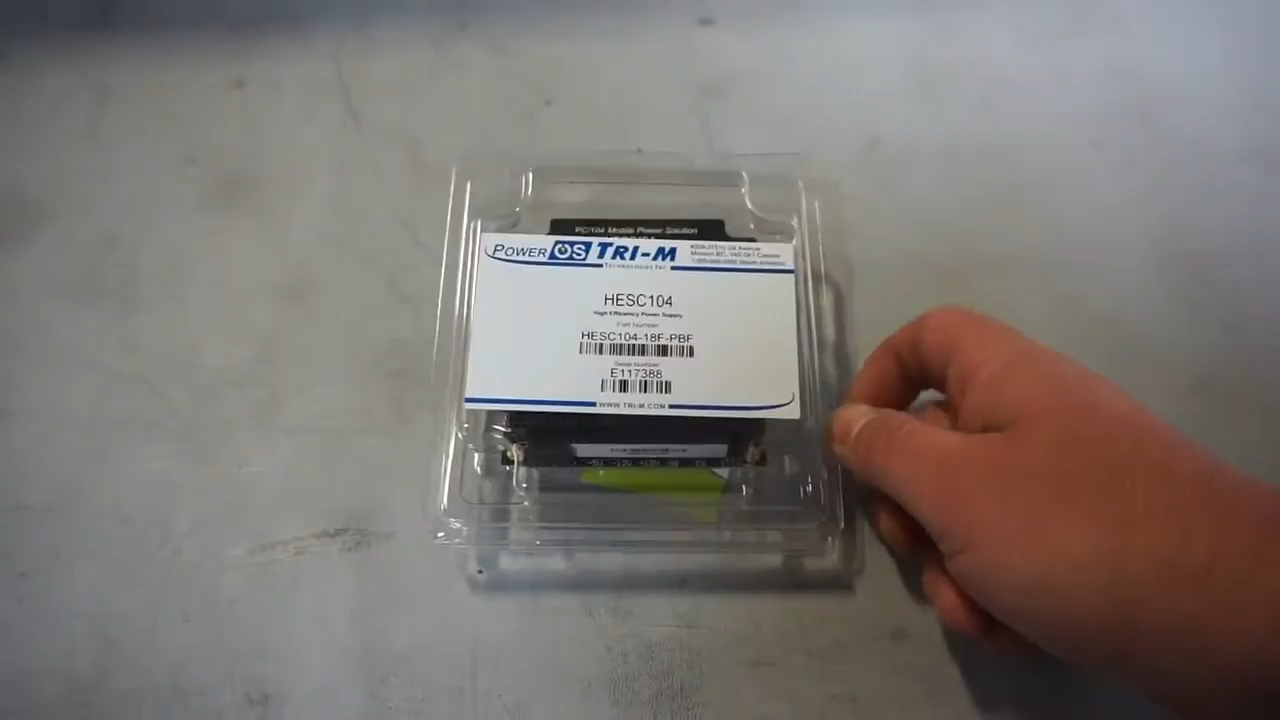 PC/104 Mobile Power Solution
POWER OS TRI-M
TECHNOLOGIES INC.
HESC104
High Efficiency Power Supply
Part Number
HESC104-18F-PBF
Serial Number
E117388
WWW.TRI-M.COM